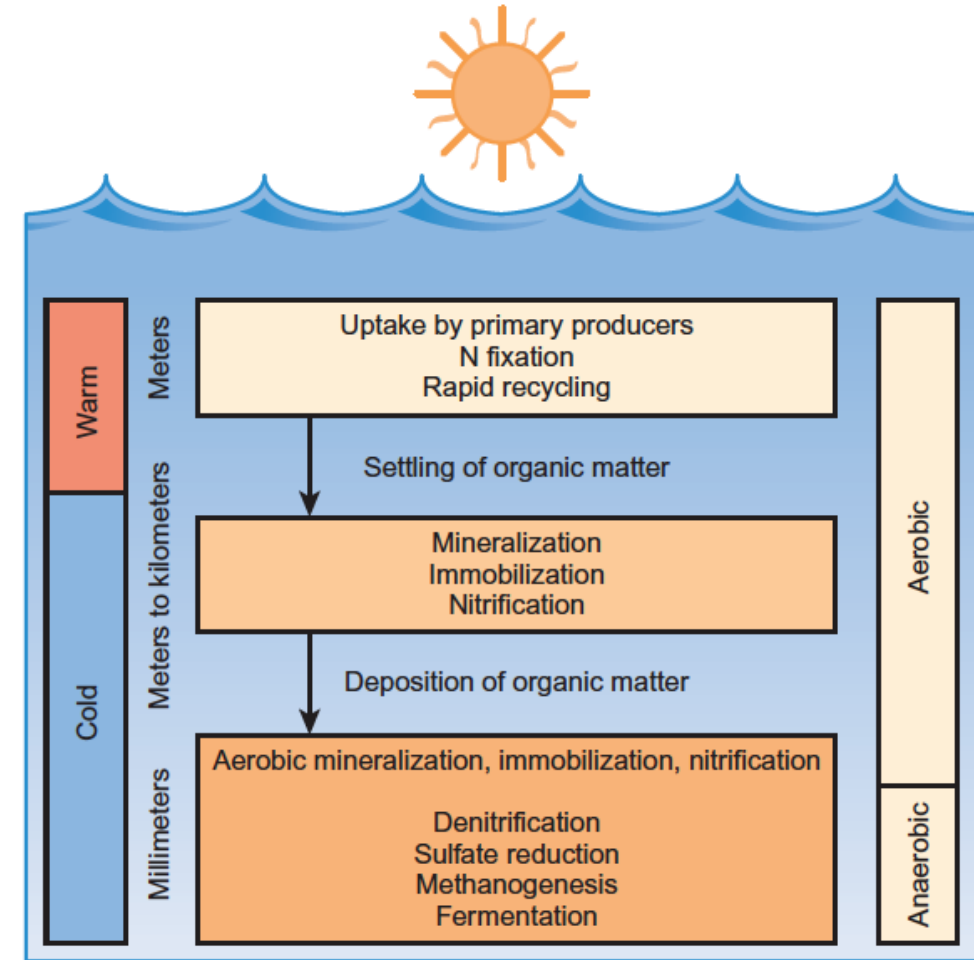 Warm
Cold
Meters
Meters to kilometers
Millimeters
Uptake by primary producers
N fixation
Rapid recycling
Settling of organic matter
Mineralization
Immobilization
Nitrification
Deposition of organic matter
Aerobic mineralization, immobilization, nitrification
Denitrification
Sulfate reduction
Methanogenesis
Fermentation
Aerobic
Anaerobic